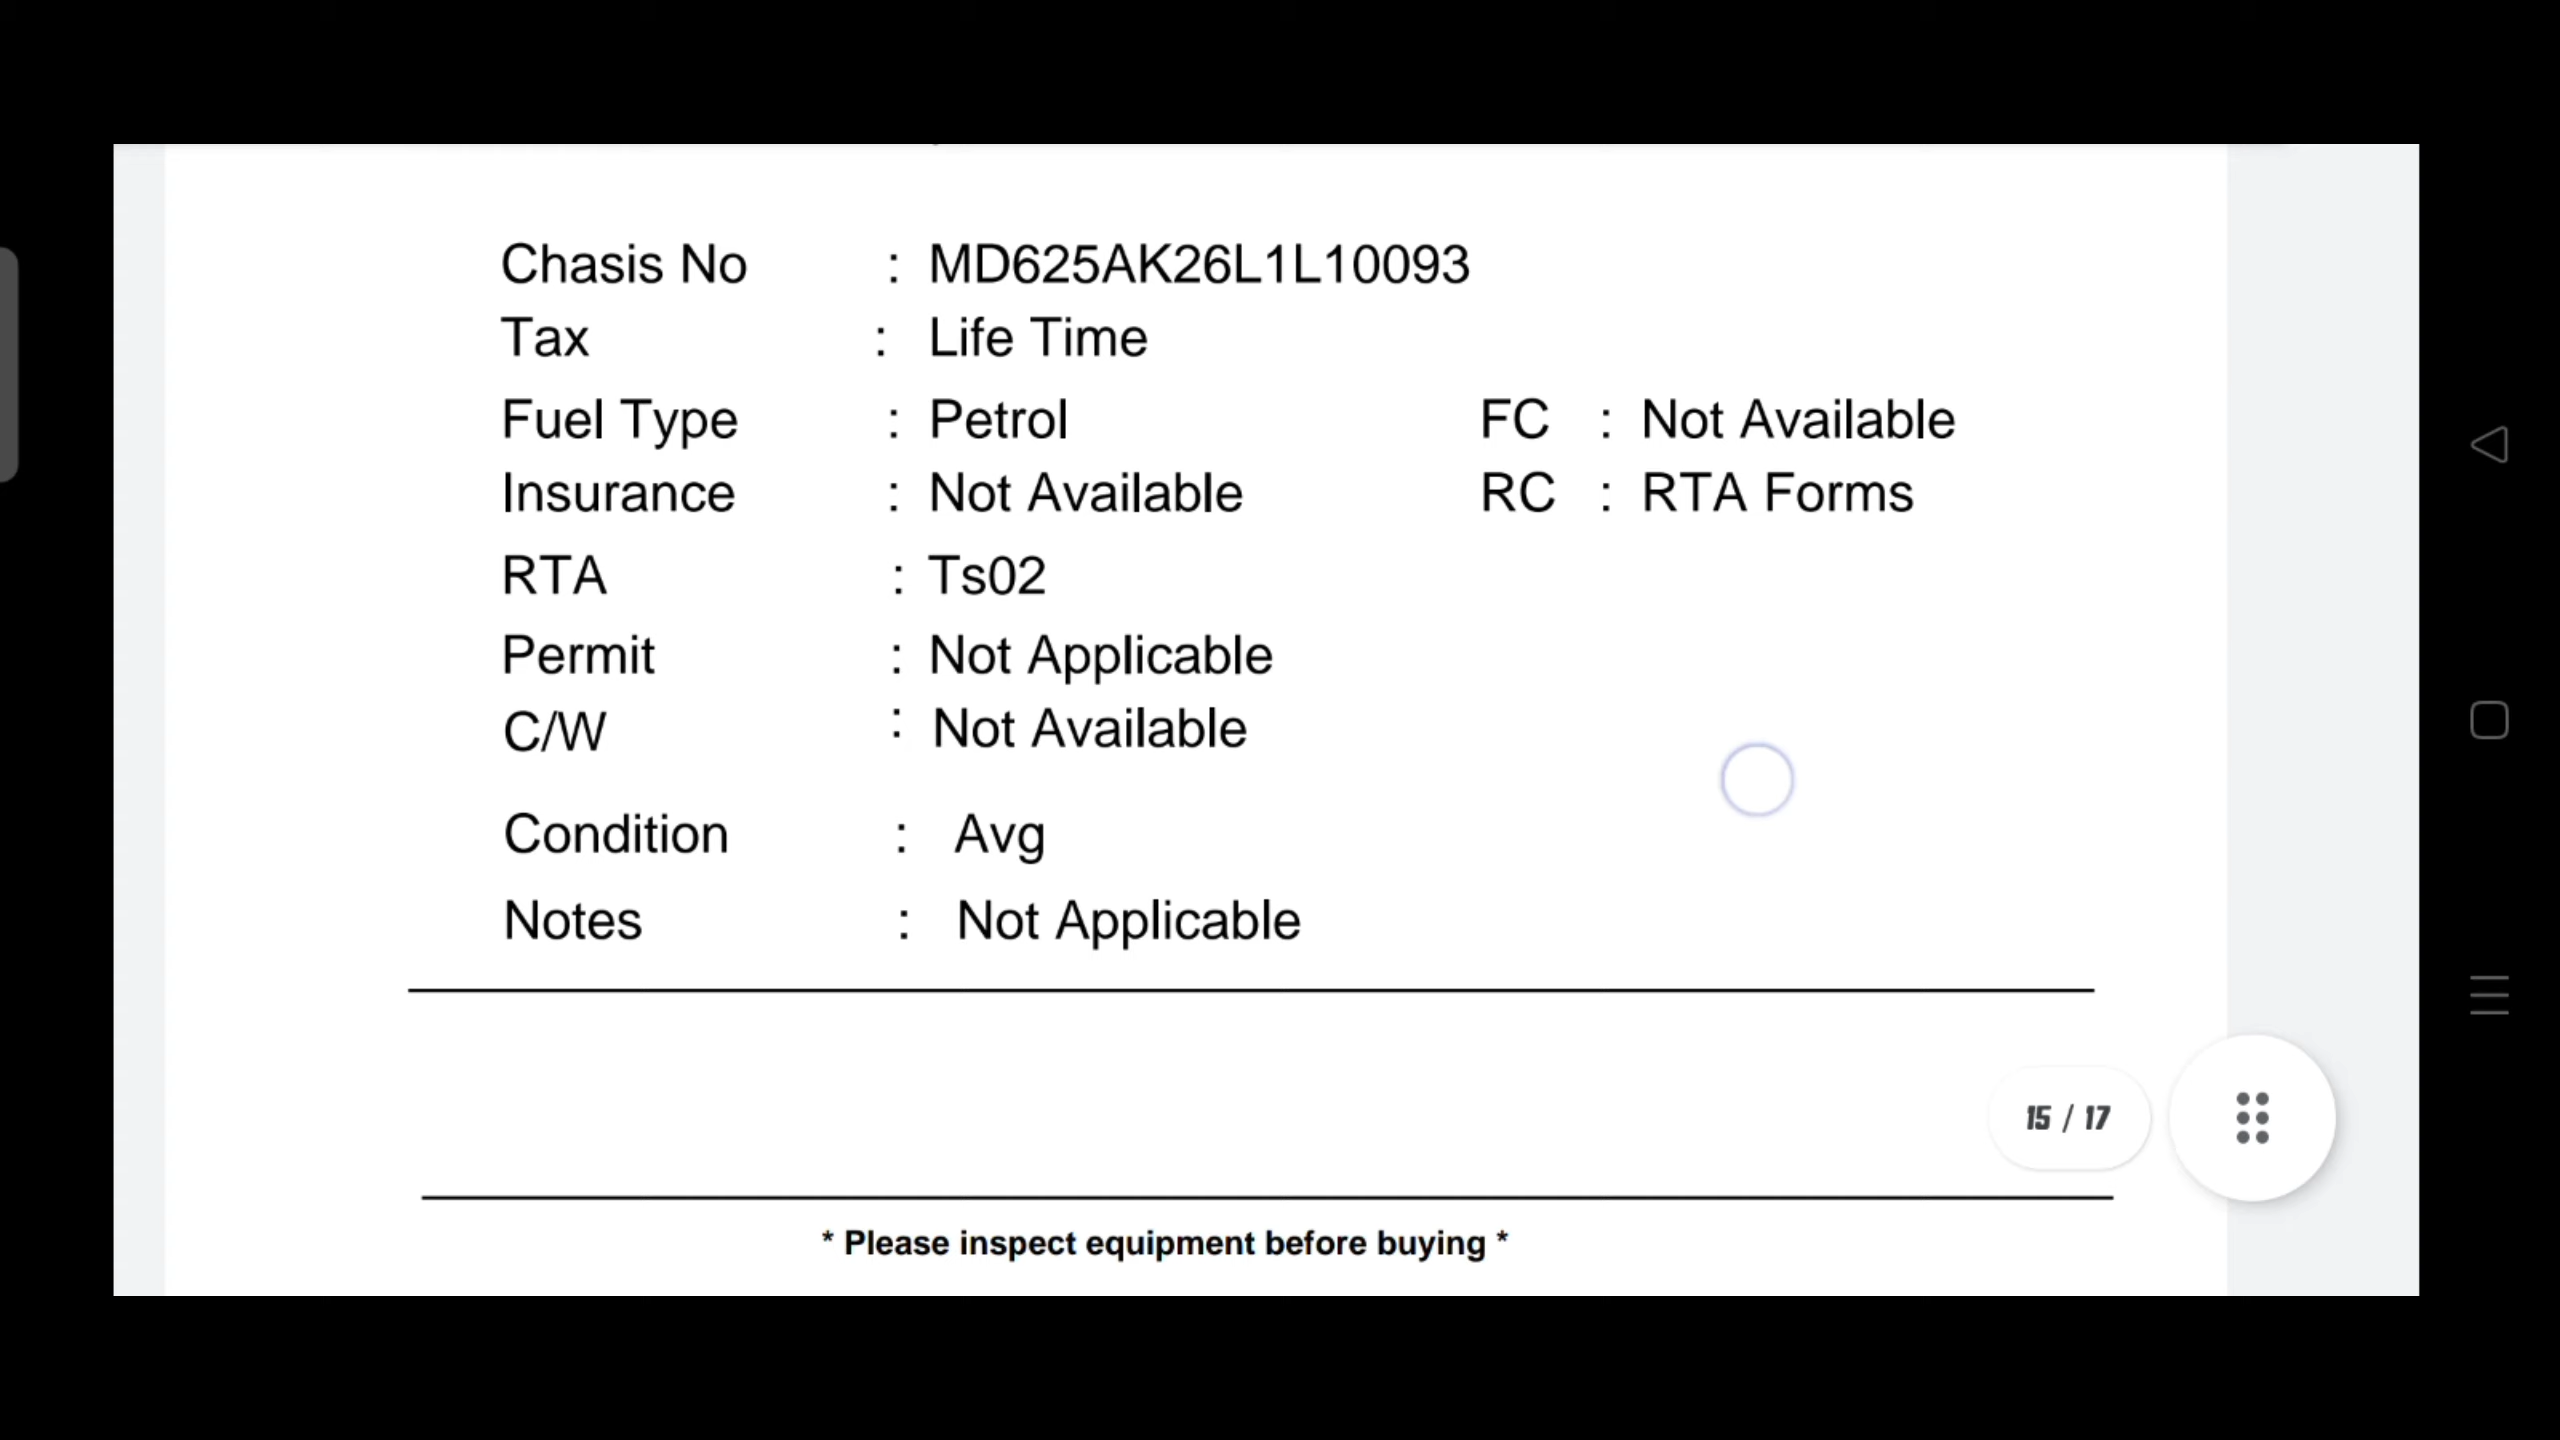 Chasis No : MD625AK26L1L10093
Tax : Life Time
Fuel Type : Petrol FC : Not Available
Insurance : Not Available RC : RTA Forms
RTA : Ts02
Permit : Not Applicable
C/W : Not Available
Condition : Avg
Notes : Not Applicable
15 / 17
* Please inspect equipment before buying *